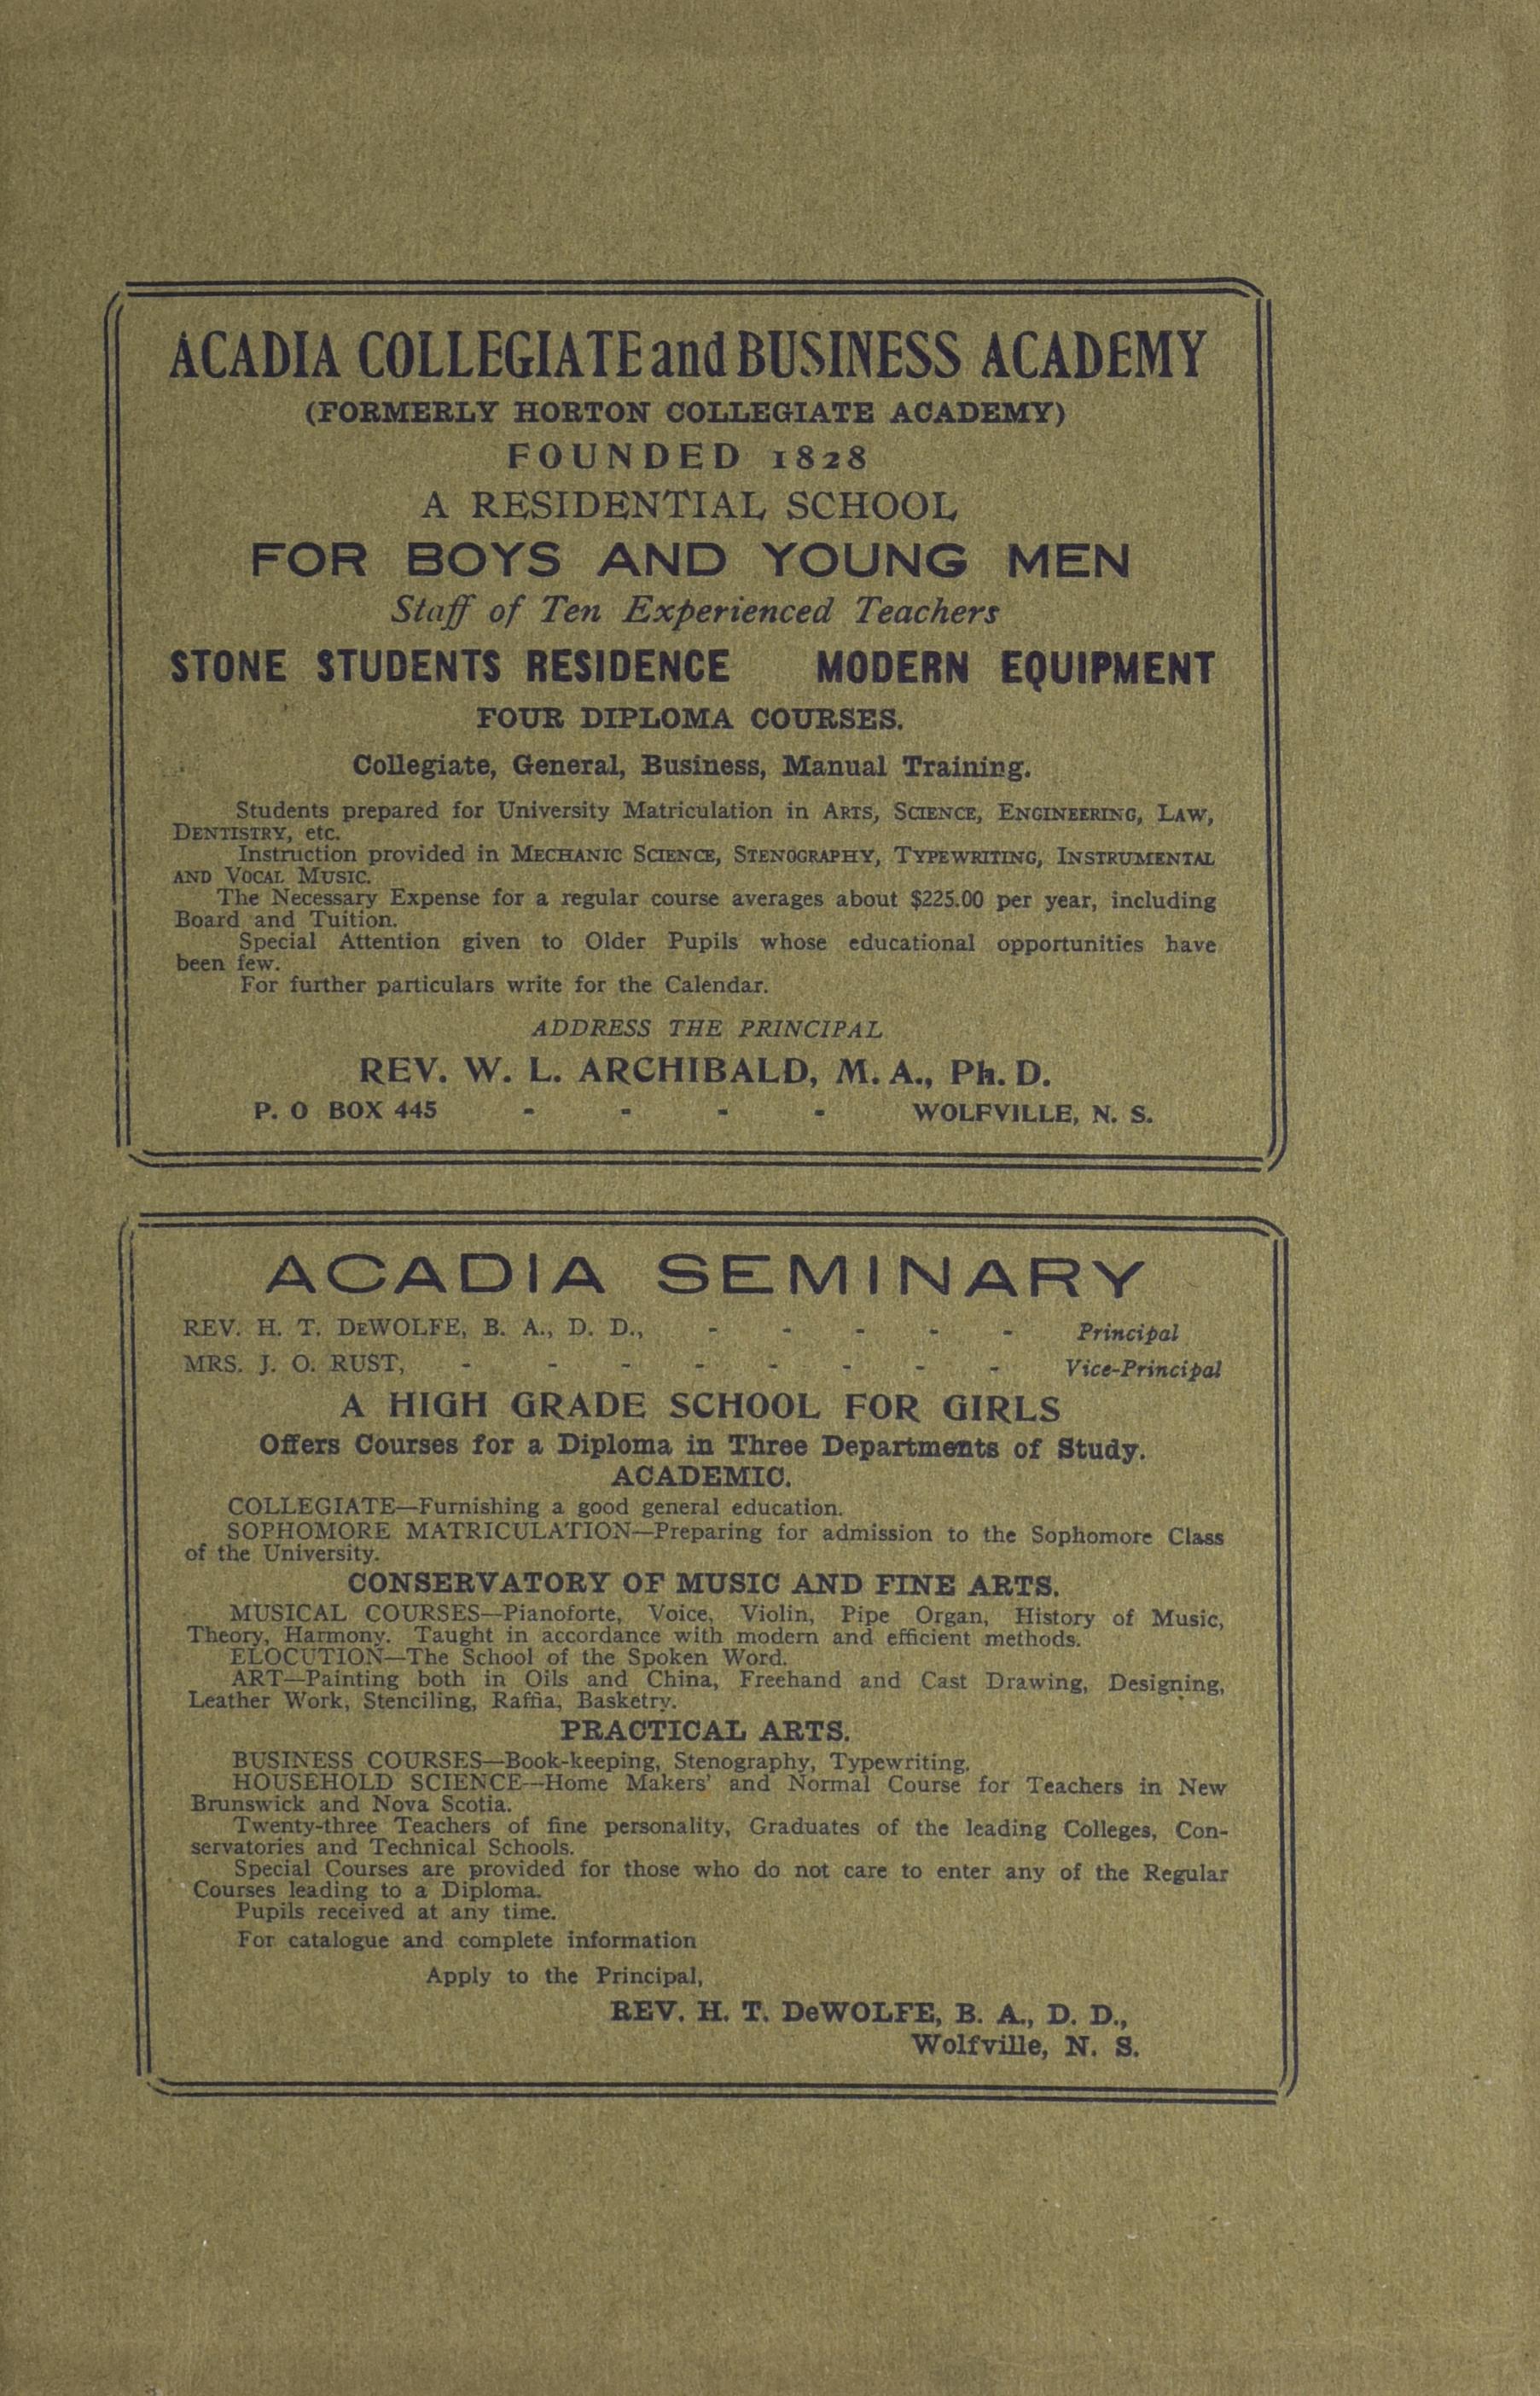 ACADIA COLLEGIATE and BUSINESS ACADEMY
(FORMERLY HORTON COLLEGIATE ACADEMY)
FOUNDED 1828
A RESIDENTIAL SCHOOL
FOR BOYS AND YOUNG MEN
Staff of Ten Experienced Teachers
STONE STUDENTS RESIDENCE MODERN EQUIPMENT
FOUR DIPLOMA COURSES.
Collegiate, General, Business, Manual Training.
Students prepared for University Matriculation in ARTS, SCIENCE, ENGINEERING, LAW,
DENTISTRY, etc.
Instruction provided in MECHANIC SCIENCE, STENOGRAPHY, TYPEWRITING, INSTRUMENTAL
AND VOCAL MUSIC.
The Necessary Expense for a regular course averages about $225.00 per year, including
Board and Tuition.
Special Attention given to Older Pupils whose educational opportunities have
been few.
For further particulars write for the Calendar.
ADDRESS THE PRINCIPAL
REV. W. L. ARCHIBALD, M. A., Ph. D.
P. O BOX 445 - - - - WOLFVILLE, N. S.
ACADIA SEMINARY
REV. H. T. DEWOLFE, B. A., D. D., - - - - - Principal
MRS. J. O. RUST, - - - - - - - - Vice-Principal
A HIGH GRADE SCHOOL FOR GIRLS
Offers Courses for a Diploma in Three Departments of Study.
ACADEMIC.
COLLEGIATE—Furnishing a good general education.
SOPHOMORE MATRICULATION—Preparing for admission to the Sophomore Class
of the University.
CONSERVATORY OF MUSIC AND FINE ARTS.
MUSICAL COURSES—Pianoforte, Voice, Violin, Pipe Organ, History of Music,
Theory, Harmony. Taught in accordance with modern and efficient methods.
ELOCUTION—The School of the Spoken Word.
ART—Painting both in Oils and China, Freehand and Cast Drawing, Designing,
Leather Work, Stenciling, Raffia, Basketry.
PRACTICAL ARTS.
BUSINESS COURSES—Book-keeping, Stenography, Typewriting.
HOUSEHOLD SCIENCE—Home Makers' and Normal Course for Teachers in New
Brunswick and Nova Scotia.
Twenty-three Teachers of fine personality, Graduates of the leading Colleges, Con-
servatories and Technical Schools.
Special Courses are provided for those who do not care to enter any of the Regular
Courses leading to a Diploma.
Pupils received at any time.
For catalogue and complete information
Apply to the Principal,
REV. H. T. DeWOLFE, B. A., D. D.,
Wolfville, N. S.